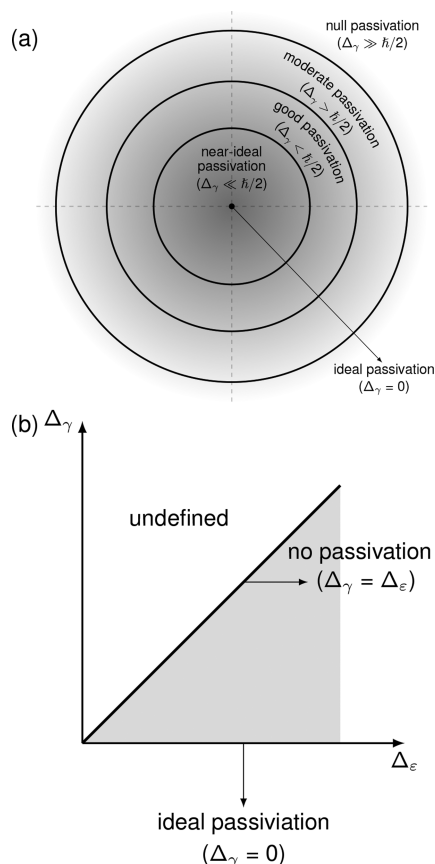 (a)
null passivation
(Δγ ≫ ℏ/2)
moderate passivation
(Δγ > ℏ/2)
good passivation
(Δγ < ℏ/2)
near-ideal
passivation
(Δγ ≪ ℏ/2)
ideal passivation
(Δγ = 0)
(b)
Δγ
undefined
no passivation
(Δγ = Δε)
Δε
ideal passiviation
(Δγ = 0)